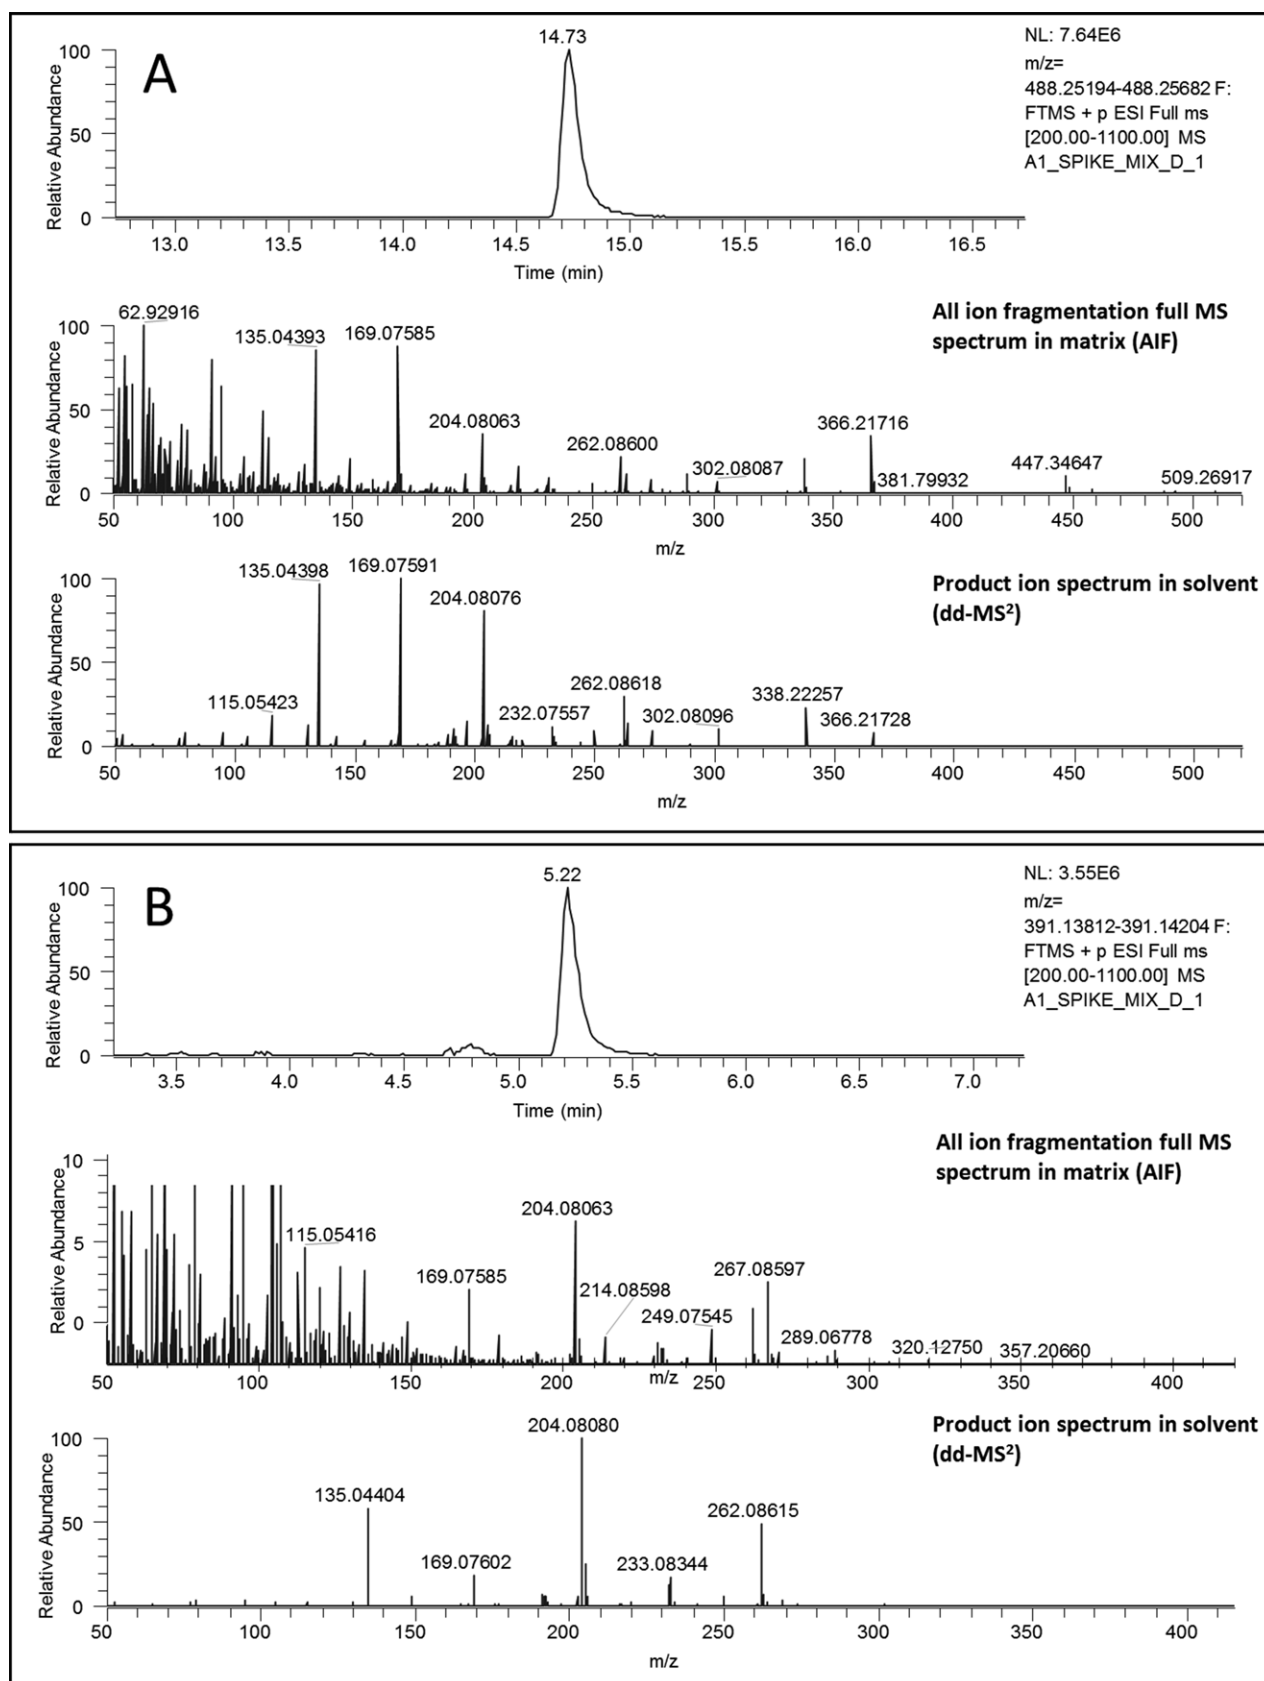 A
14.73
NL: 7.64E6
m/z=
488.25194-488.25682 F:
FTMS + p ESI Full ms
[200.00-1100.00] MS
A1_SPIKE_MIX_D_1
Relative Abundance
100
50
0
13.0 13.5 14.0 14.5 15.0 15.5 16.0 16.5
Time (min)
All ion fragmentation full MS
spectrum in matrix (AIF)
Relative Abundance
100
50
0
62.92916
135.04393
169.07585
204.08063
262.08600
302.08087
366.21716
381.79932
447.34647
509.26917
50 100 150 200 250 300 350 400 450 500
m/z
Product ion spectrum in solvent
(dd-MS²)
Relative Abundance
100
50
0
115.05423
135.04398
169.07591
204.08076
232.07557
262.08618
302.08096
338.22257
366.21728
50 100 150 200 250 300 350 400 450 500
m/z
B
5.22
NL: 3.55E6
m/z=
391.13812-391.14204 F:
FTMS + p ESI Full ms
[200.00-1100.00] MS
A1_SPIKE_MIX_D_1
Relative Abundance
100
50
0
3.5 4.0 4.5 5.0 5.5 6.0 6.5 7.0
Time (min)
All ion fragmentation full MS
spectrum in matrix (AIF)
Relative Abundance
10
5
0
115.05416
169.07585
204.08063
214.08598
249.07545
267.08597
289.06778
320.12750
357.20660
50 100 150 200 250 300 350 400
m/z
Product ion spectrum in solvent
(dd-MS²)
Relative Abundance
100
50
0
135.04404
169.07602
204.08080
233.08344
262.08615
50 100 150 200 250 300 350 400
m/z